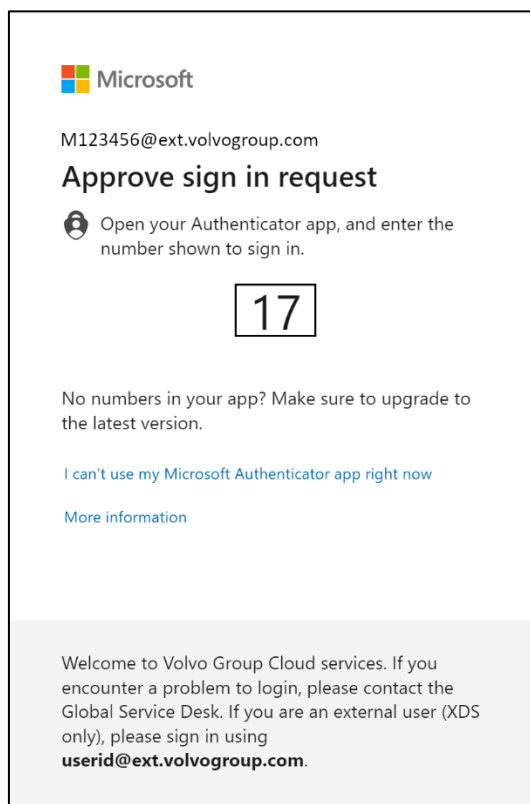 Microsoft
M123456@ext.volvogroup.com
Approve sign in request
Open your Authenticator app, and enter the
number shown to sign in.
17
No numbers in your app? Make sure to upgrade to
the latest version.
I can't use my Microsoft Authenticator app right now
More information
Welcome to Volvo Group Cloud services. If you
encounter a problem to login, please contact the
Global Service Desk. If you are an external user (XDS
only), please sign in using
userid@ext.volvogroup.com.